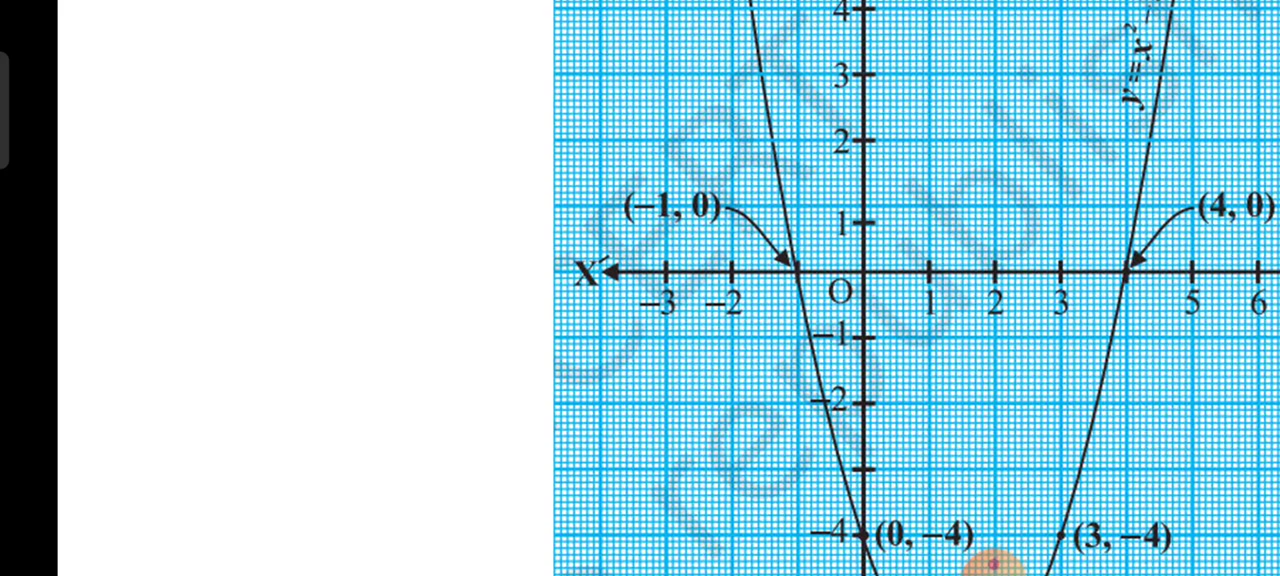 4
y = x² –
3
2
(–1, 0)
(4, 0)
1
X′
O
–3 –2 1 2 3 5 6
–1
–2
–4 (0, –4) (3, –4)